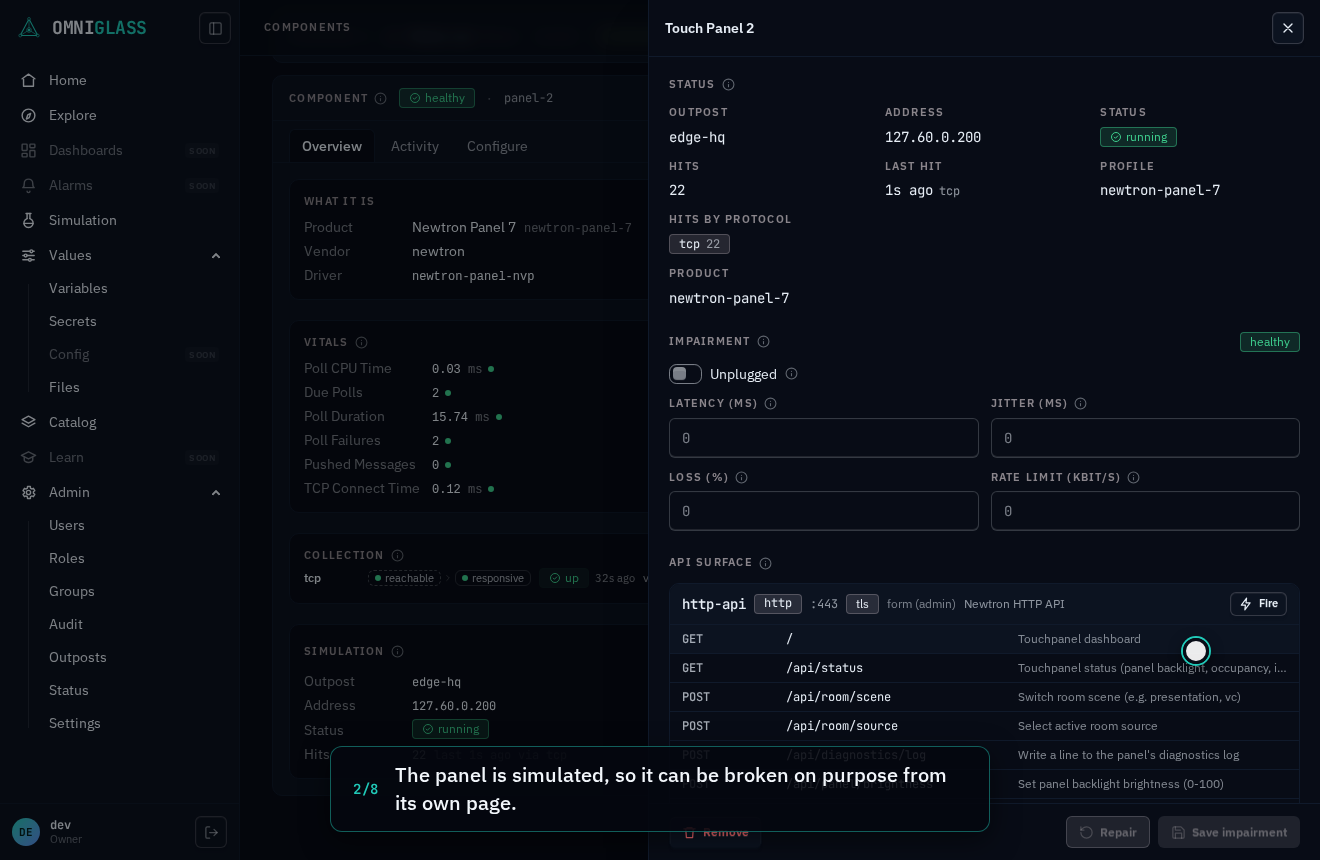 OMNIGLASS
Home
Explore
Dashboards SOON
Alarms SOON
Simulation
Values
Variables
Secrets
Config SOON
Files
Catalog
Learn SOON
Admin
Users
Roles
Groups
Audit
Outposts
Status
Settings
DE dev
Owner
COMPONENTS
COMPONENT healthy · panel-2
Overview Activity Configure
WHAT IT IS
Product Newtron Panel 7 newtron-panel-7
Vendor newtron
Driver newtron-panel-nvp
VITALS
Poll CPU Time 0.03 ms
Due Polls 2
Poll Duration 15.74 ms
Poll Failures 2
Pushed Messages 0
TCP Connect Time 0.12 ms
COLLECTION
tcp reachable responsive up 32s ago
SIMULATION
Outpost edge-hq
Address 127.60.0.200
Status running
Hits 22
Touch Panel 2
STATUS
OUTPOST ADDRESS STATUS
edge-hq 127.60.0.200 running
HITS LAST HIT PROFILE
22 1s ago tcp newtron-panel-7
HITS BY PROTOCOL
tcp 22
PRODUCT
newtron-panel-7
IMPAIRMENT healthy
Unplugged
LATENCY (MS) JITTER (MS)
0 0
LOSS (%) RATE LIMIT (KBIT/S)
0 0
API SURFACE
http-api http :443 tls form (admin) Newtron HTTP API Fire
GET / Touchpanel dashboard
GET /api/status Touchpanel status (panel backlight, occupancy, i...
POST /api/room/scene Switch room scene (e.g. presentation, vc)
POST /api/room/source Select active room source
POST /api/diagnostics/log Write a line to the panel's diagnostics log
POST /api/panel/brightness Set panel backlight brightness (0-100)
Remove Repair Save impairment
2/8 The panel is simulated, so it can be broken on purpose from
its own page.